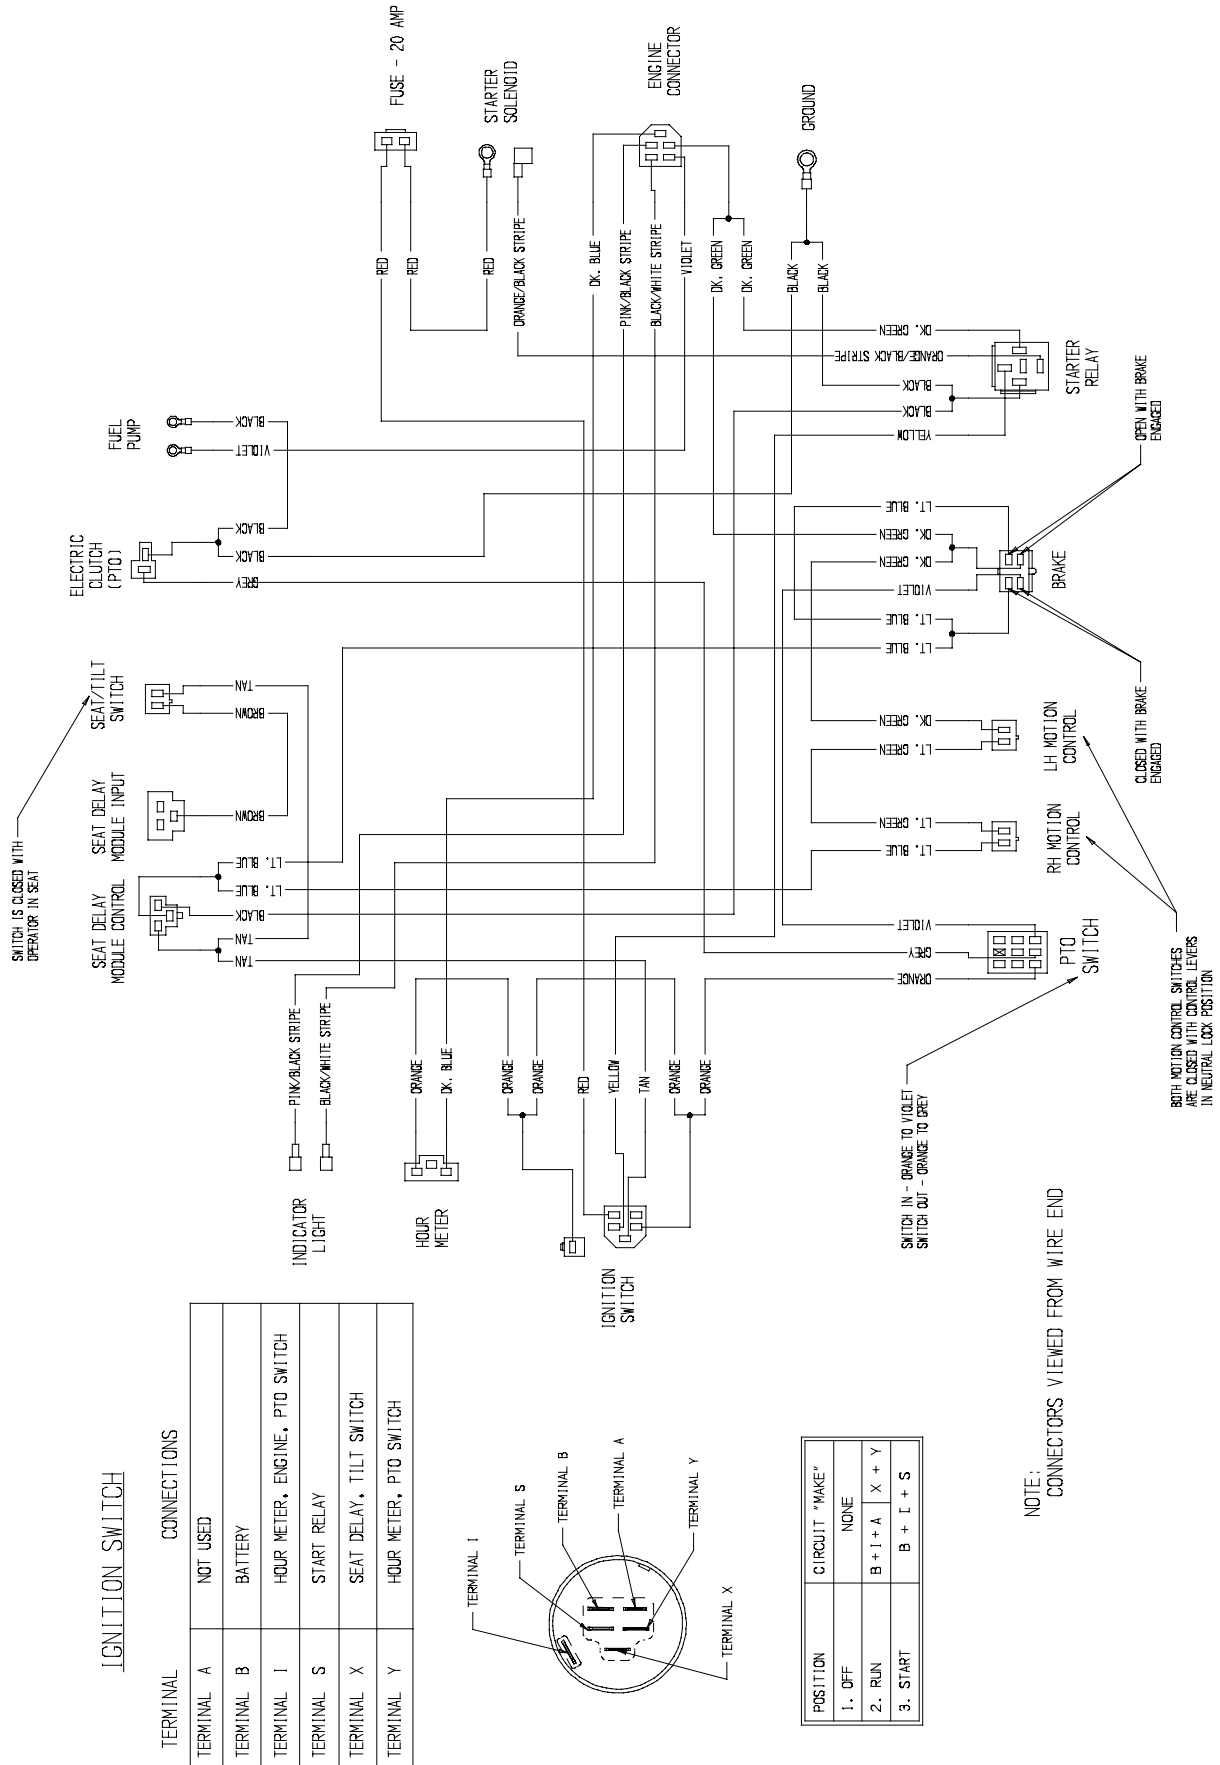 IGNITION SWITCH
TERMINAL CONNECTIONS
TERMINAL A NOT USED
TERMINAL B BATTERY
TERMINAL I HOUR METER, ENGINE, PTO SWITCH
TERMINAL S START RELAY
TERMINAL X SEAT DELAY, TILT SWITCH
TERMINAL Y HOUR METER, PTO SWITCH
TERMINAL I
TERMINAL S
TERMINAL B
TERMINAL A
TERMINAL Y
TERMINAL X
POSITION CIRCUIT "MAKE"
1. OFF NONE
2. RUN B + I + A X + Y
3. START B + I + S
NOTE:
CONNECTORS VIEWED FROM WIRE END
SWITCH IS CLOSED WITH
OPERATOR IN SEAT
SEAT DELAY
MODULE CONTROL
SEAT DELAY
MODULE INPUT
SEAT/TILT
SWITCH
ELECTRIC
CLUTCH
(PTO)
FUEL
PUMP
TAN
TAN
BLACK
LT. BLUE
LT. BLUE
BROWN
BROWN
TAN
GREY
BLACK
BLACK
VIOLET
BLACK
INDICATOR
LIGHT
PINK/BLACK STRIPE
BLACK/WHITE STRIPE
HOUR
METER
ORANGE
DK. BLUE
ORANGE
ORANGE
IGNITION
SWITCH
RED
YELLOW
TAN
ORANGE
ORANGE
FUSE - 20 AMP
RED
RED
STARTER
SOLENOID
RED
ORANGE/BLACK STRIPE
ENGINE
CONNECTOR
DK. BLUE
PINK/BLACK STRIPE
BLACK/WHITE STRIPE
VIOLET
DK. GREEN
DK. GREEN
GROUND
BLACK
BLACK
ORANGE
GREY
VIOLET
LT. BLUE
LT. GREEN
LT. GREEN
DK. GREEN
LT. BLUE
LT. BLUE
VIOLET
DK. GREEN
DK. GREEN
LT. BLUE
YELLOW
BLACK
BLACK
ORANGE/BLACK STRIPE
DK. GREEN
PTO
SWITCH
RH MOTION
CONTROL
LH MOTION
CONTROL
BRAKE
STARTER
RELAY
SWITCH IN - ORANGE TO VIOLET
SWITCH OUT - ORANGE TO GREY
CLOSED WITH BRAKE
ENGAGED
OPEN WITH BRAKE
ENGAGED
BOTH MOTION CONTROL SWITCHES
ARE CLOSED WITH CONTROL LEVERS
IN NEUTRAL LOCK POSITION